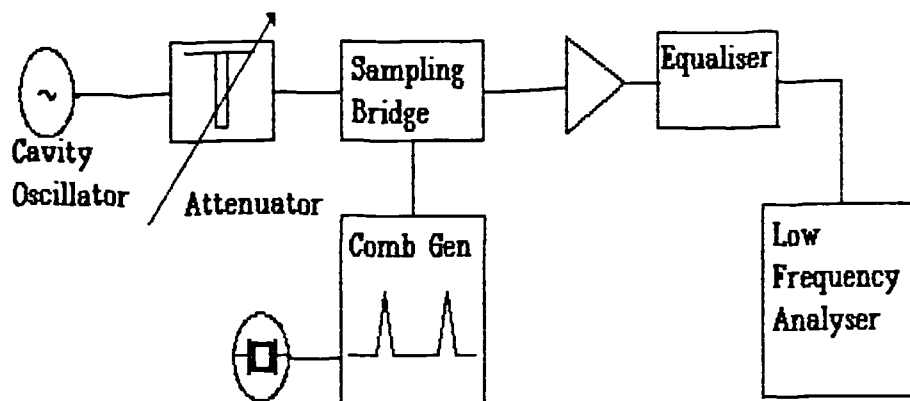 Cavity
Oscillator
Attenuator
Sampling
Bridge
Equaliser
Comb Gen
Low
Frequency
Analyser